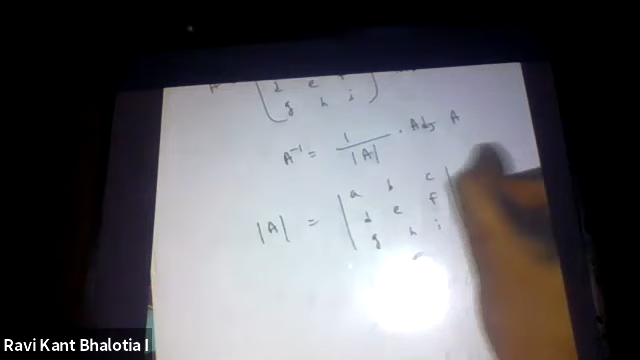 d e
g h i
A⁻¹ = 1 / |A| . Adj A
|A| = | a b c
d e f
g h i
Ravi Kant Bhalotia I